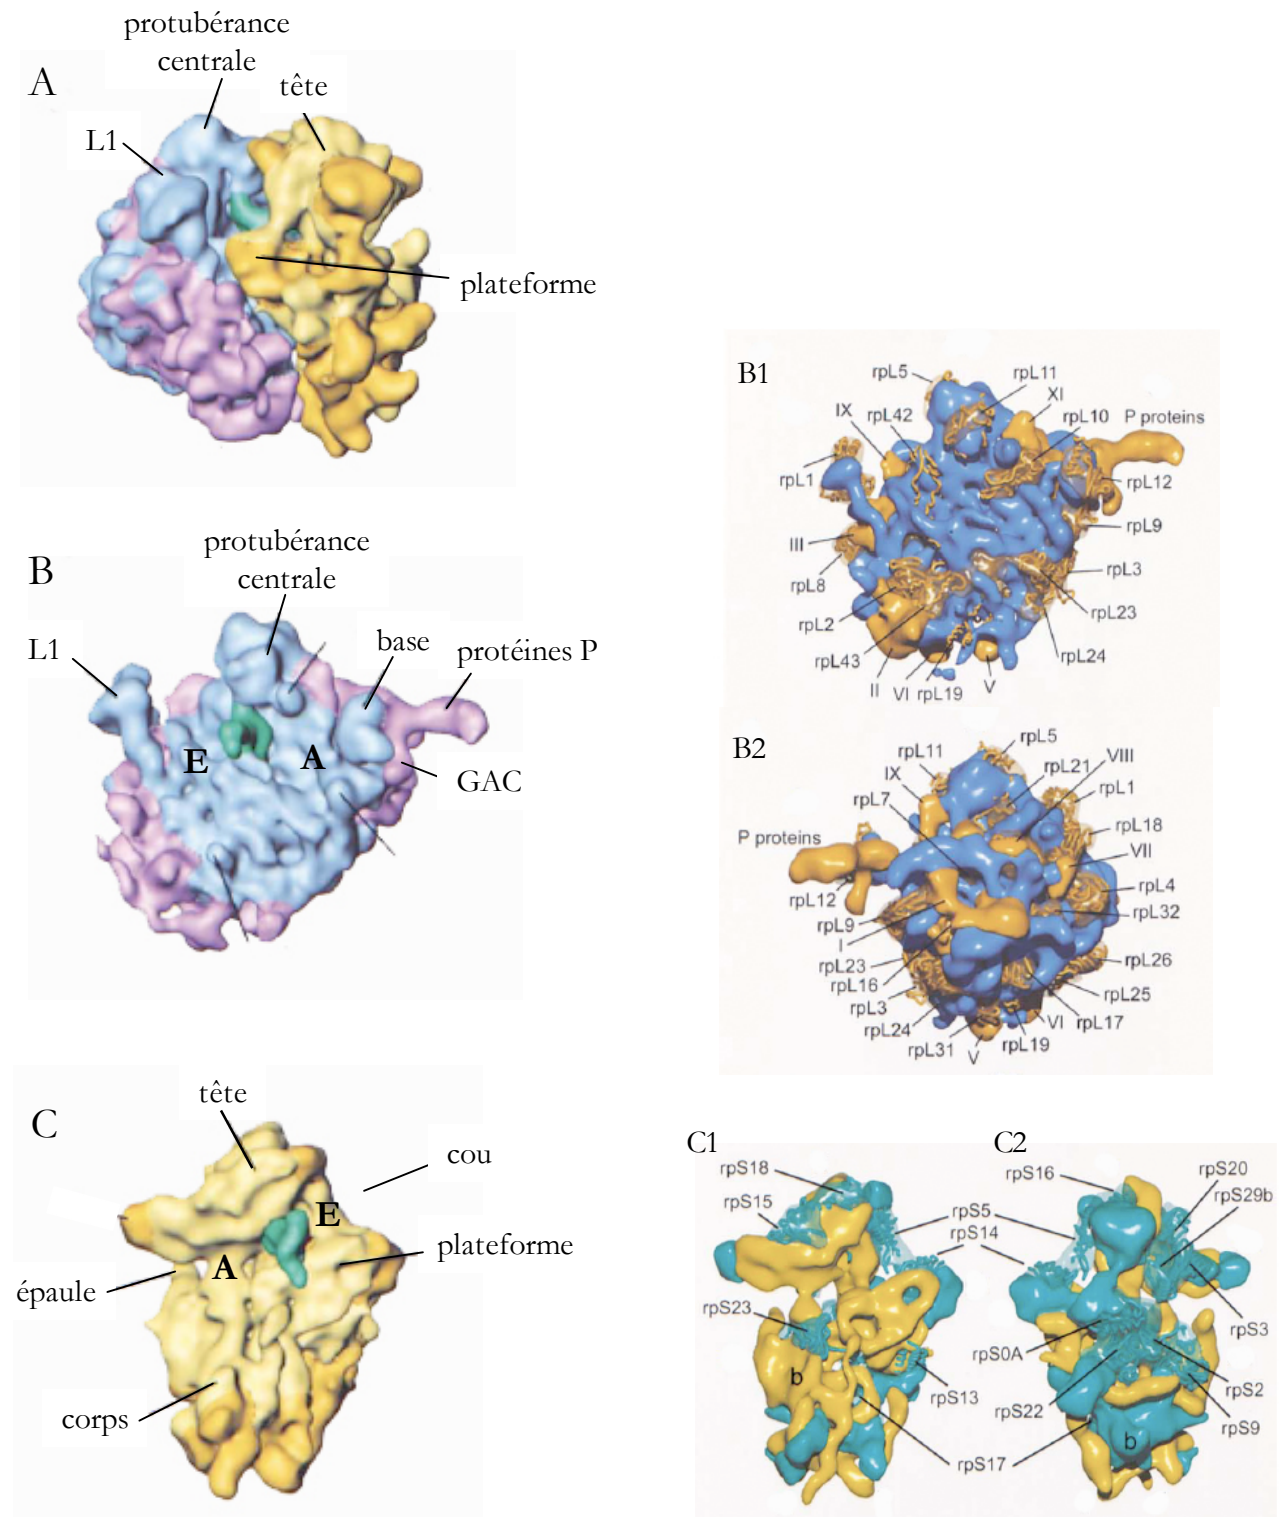 A
protubérance
centrale
tête
L1
plateforme
B
protubérance
centrale
L1
base
protéines P
E
A
GAC
C
tête
cou
E
A
plateforme
épaule
corps
B1
rpL5
rpL11
XI
IX
rpL42
rpL10
P proteins
rpL1
rpL12
rpL9
III
rpL8
rpL3
rpL2
rpL23
rpL43
rpL24
II
VI
rpL19
V
B2
rpL5
rpL11
VIII
IX
rpL21
rpL7
rpL1
P proteins
rpL18
VII
rpL4
rpL12
rpL32
rpL9
I
rpL23
rpL26
rpL16
rpL3
rpL25
rpL24
VI
rpL17
rpL31
V
rpL19
C1
rpS18
rpS15
rpS5
rpS14
rpS23
b
rpS13
rpS17
C2
rpS16
rpS20
rpS29b
rpS3
rpS0A
rpS2
rpS22
rpS9
b